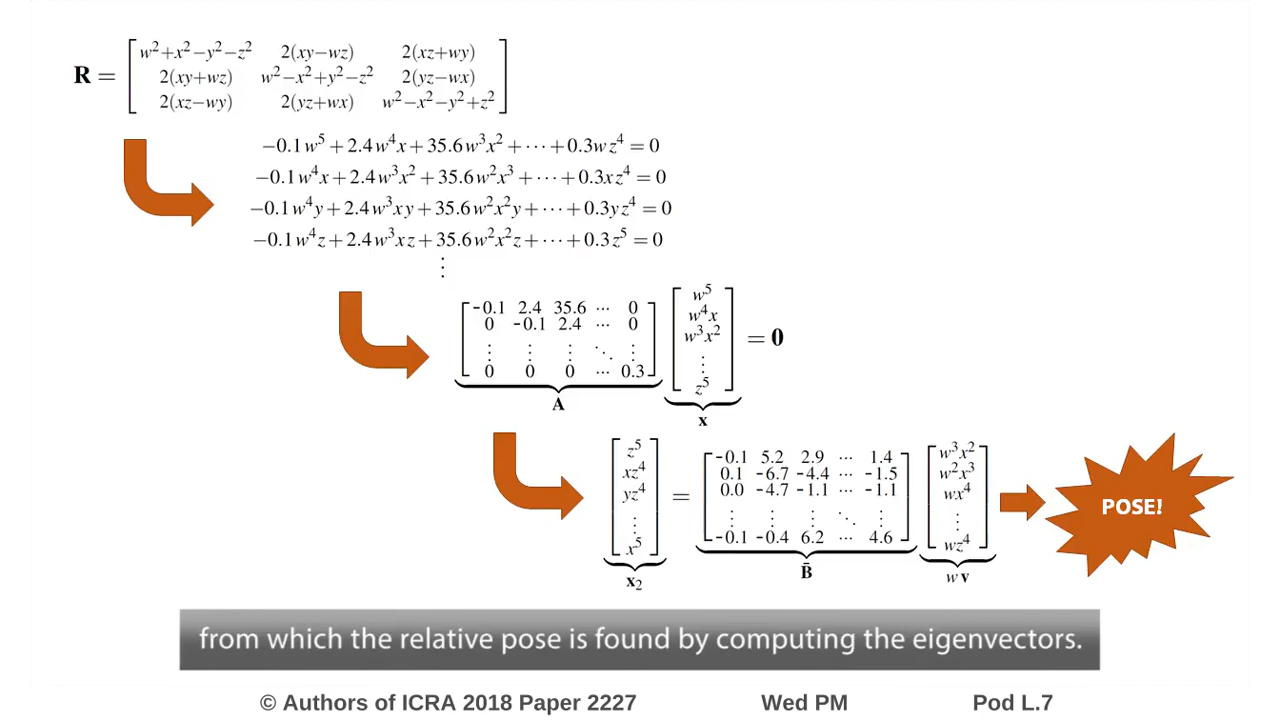 R = [ w²+x²−y²−z² 2(xy−wz) 2(xz+wy)
2(xy+wz) w²−x²+y²−z² 2(yz−wx)
2(xz−wy) 2(yz+wx) w²−x²−y²+z² ]
−0.1w⁵+2.4w⁴x+35.6w³x²+⋯+0.3wz⁴=0
−0.1w⁴x+2.4w³x²+35.6w²x³+⋯+0.3xz⁴=0
−0.1w⁴y+2.4w³xy+35.6w²x²y+⋯+0.3yz⁴=0
−0.1w⁴z+2.4w³xz+35.6w²x²z+⋯+0.3z⁵=0
⋮
[ -0.1 2.4 35.6 ⋯ 0
0 -0.1 2.4 ⋯ 0
⋮ ⋮ ⋮ ⋱ ⋮
0 0 0 ⋯ 0.3 ]
A
[ w⁵
w⁴x
w³x²
⋮
z⁵ ]
x
= 0
[ z⁵
xz⁴
yz⁴
⋮
x⁵ ]
x₂
=
[ -0.1 5.2 2.9 ⋯ 1.4
0.1 -6.7 -4.4 ⋯ -1.5
0.0 -4.7 -1.1 ⋯ -1.1
⋮ ⋮ ⋮ ⋱ ⋮
-0.1 -0.4 6.2 ⋯ 4.6 ]
B̄
[ w³x²
w²x³
wx⁴
⋮
wz⁴ ]
w v
POSE!
from which the relative pose is found by computing the eigenvectors.
© Authors of ICRA 2018 Paper 2227 Wed PM Pod L.7